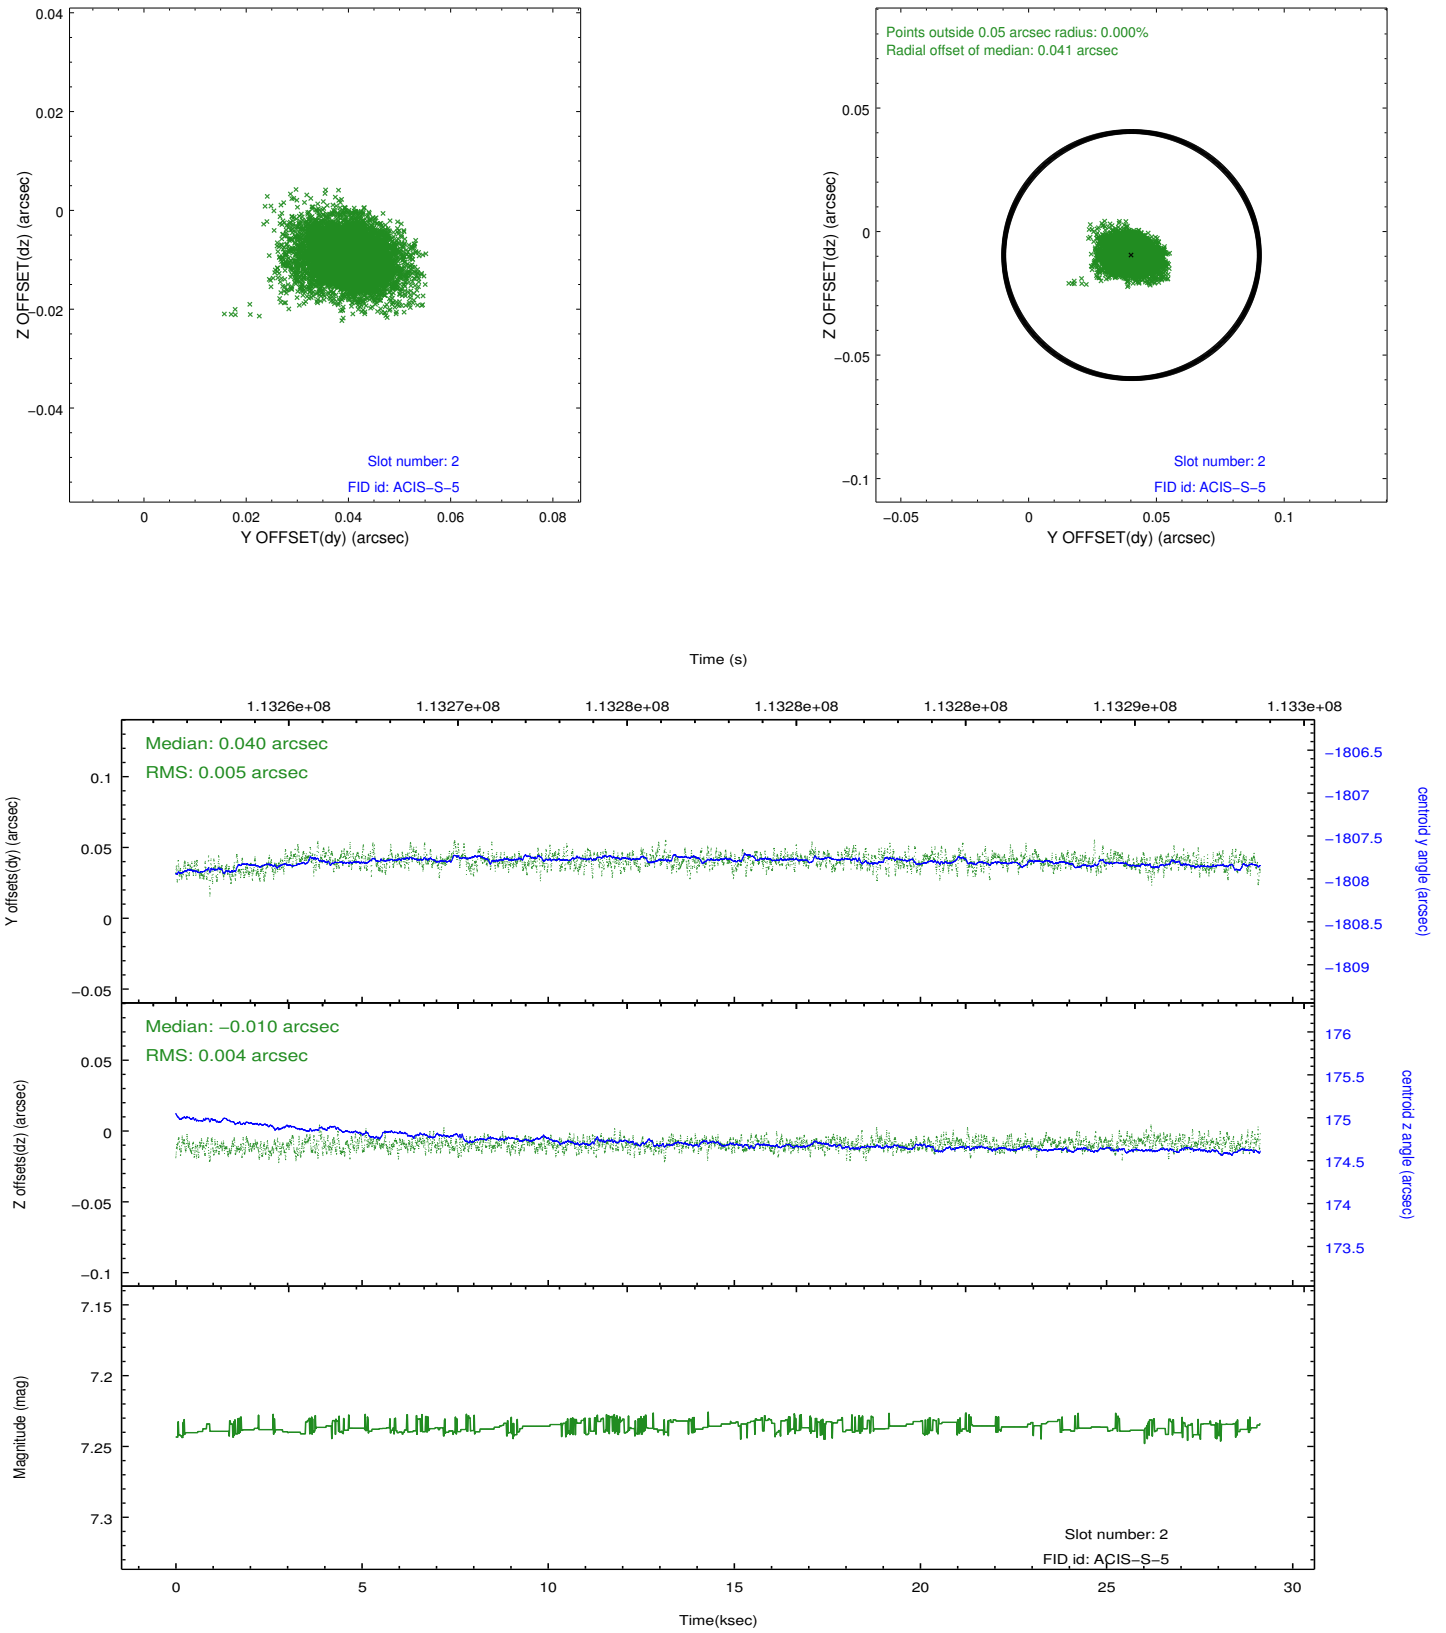 0.04
0.02
0
−0.02
−0.04
Z OFFSET(dz) (arcsec)
Slot number: 2
FID id: ACIS−S−5
0
0.02
0.04
0.06
0.08
Y OFFSET(dy) (arcsec)
Points outside 0.05 arcsec radius: 0.000%
Radial offset of median: 0.041 arcsec
0.05
0
−0.05
−0.1
Z OFFSET(dz) (arcsec)
Slot number: 2
FID id: ACIS−S−5
−0.05
0
0.05
0.1
Y OFFSET(dy) (arcsec)
Time (s)
1.1326e+08
1.1327e+08
1.1328e+08
1.1328e+08
1.1328e+08
1.1329e+08
1.133e+08
Median: 0.040 arcsec
RMS: 0.005 arcsec
0.1
0.05
0
−0.05
Y offsets(dy) (arcsec)
−1806.5
−1807
−1807.5
−1808
−1808.5
−1809
centroid y angle (arcsec)
Median: −0.010 arcsec
RMS: 0.004 arcsec
0.05
0
−0.05
−0.1
Z offsets(dz) (arcsec)
176
175.5
175
174.5
174
173.5
centroid z angle (arcsec)
7.15
7.2
7.25
7.3
Magnitude (mag)
Slot number: 2
FID id: ACIS−S−5
0
5
10
15
20
25
30
Time(ksec)